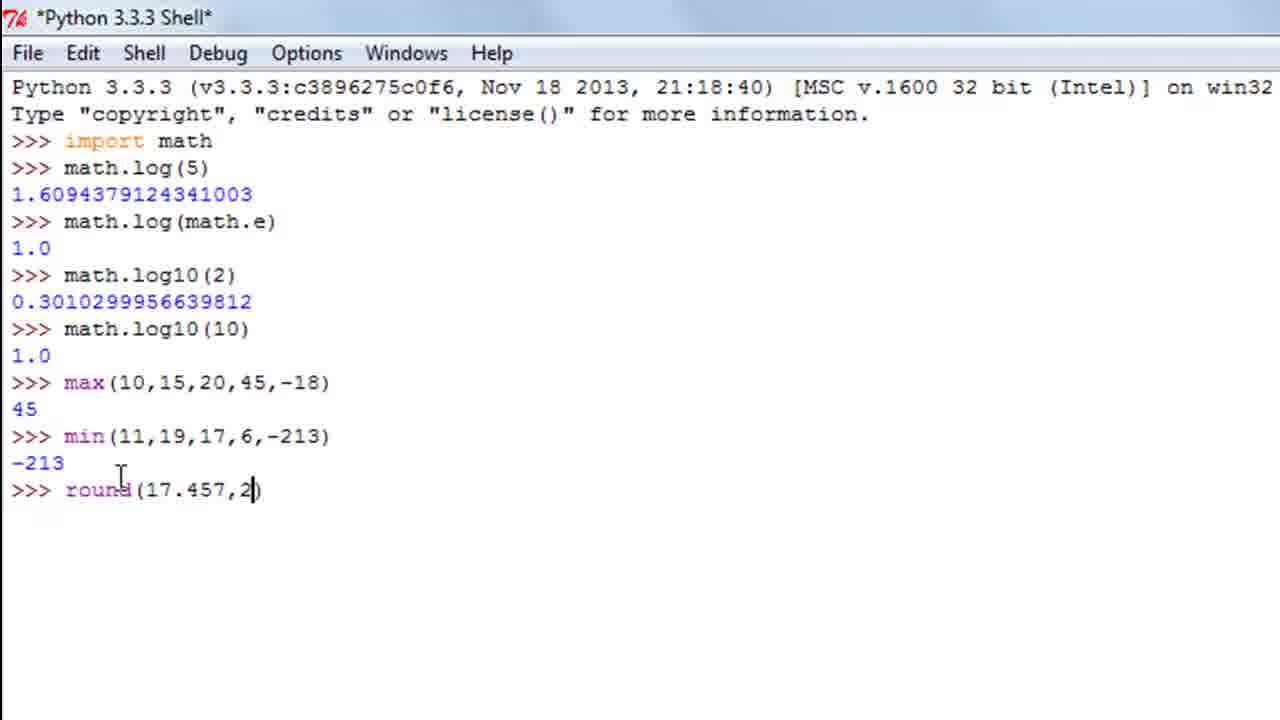 *Python 3.3.3 Shell*
File Edit Shell Debug Options Windows Help
Python 3.3.3 (v3.3.3:c3896275c0f6, Nov 18 2013, 21:18:40) [MSC v.1600 32 bit (Intel)] on win32
Type "copyright", "credits" or "license()" for more information.
>>> import math
>>> math.log(5)
1.6094379124341003
>>> math.log(math.e)
1.0
>>> math.log10(2)
0.3010299956639812
>>> math.log10(10)
1.0
>>> max(10,15,20,45,-18)
45
>>> min(11,19,17,6,-213)
-213
>>> round(17.457,2)